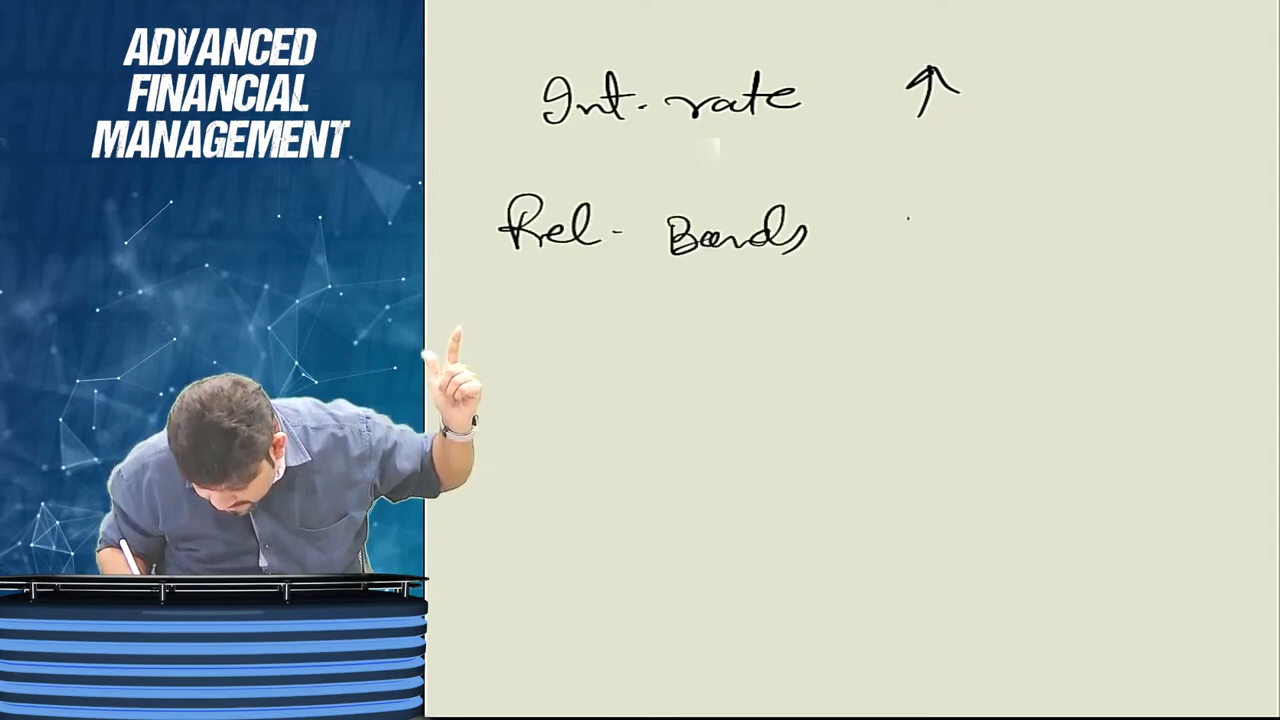 ADVANCED
FINANCIAL
MANAGEMENT
Int. rate ↑
Rel - Bonds